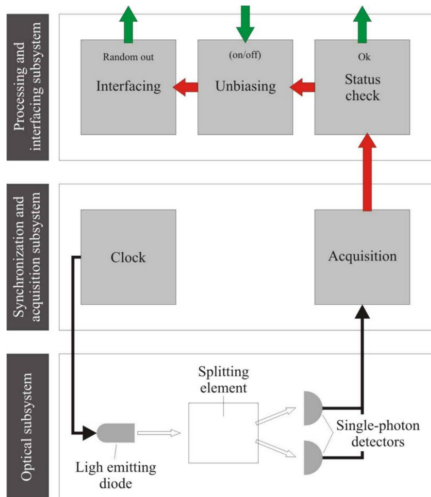 Processing and
interfacing subsystem
Random out
Interfacing
(on/off)
Unbiasing
Ok
Status
check
Synchronization and
acquisition subsystem
Clock
Acquisition
Optical subsystem
Splitting
element
Ligh emitting
diode
Single-photon
detectors